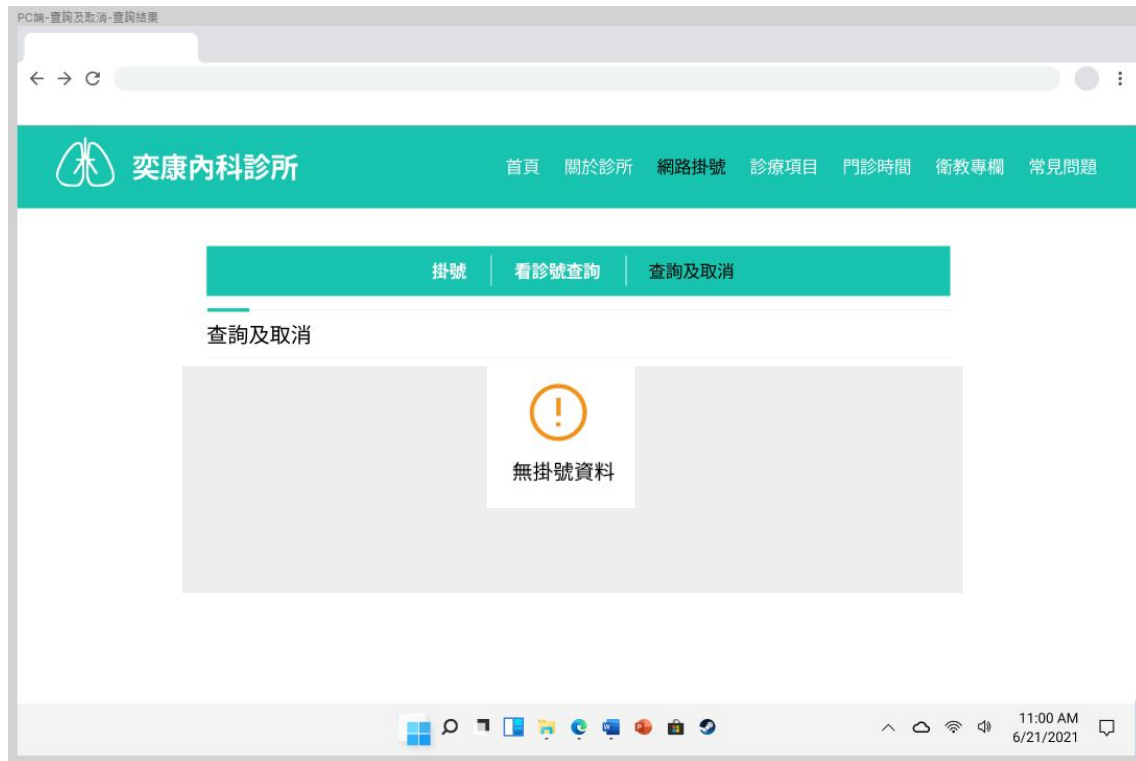 PC端-查詢及取消-查詢結果
奕康內科診所
首頁 關於診所 網路掛號 診療項目 門診時間 衛教專欄 常見問題
掛號 看診號查詢 查詢及取消
查詢及取消
無掛號資料
11:00 AM
6/21/2021